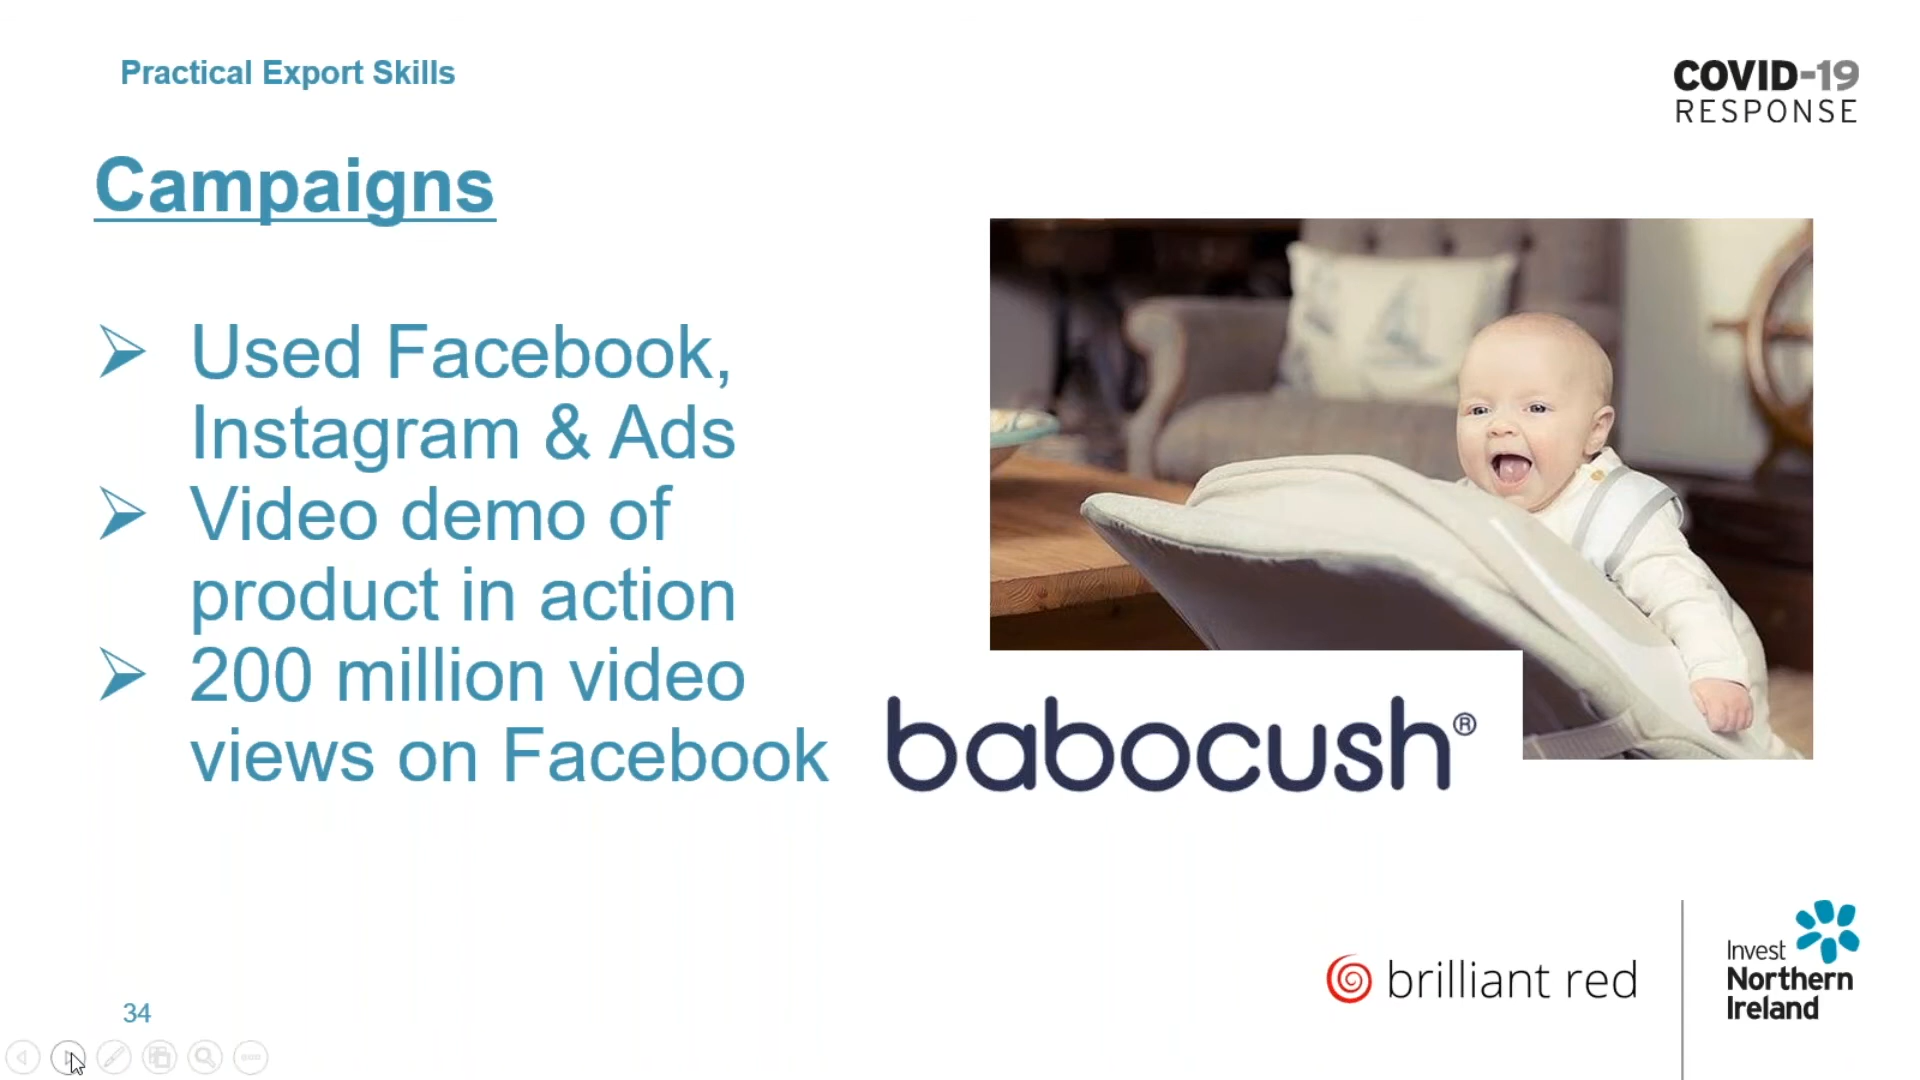 Practical Export Skills
COVID-19
RESPONSE
Campaigns
➢ Used Facebook,
Instagram & Ads
➢ Video demo of
product in action
➢ 200 million video
views on Facebook
babocush®
brilliant red
Invest
Northern
Ireland
34